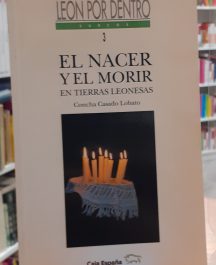 LEON POR DENTRO
3
EL NACER
Y EL MORIR
EN TIERRAS LEONESAS
Concha Casado Lobato
Caja España